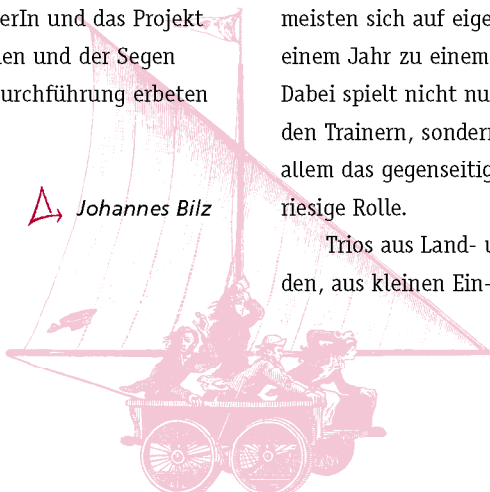 erIn und das Projekt
en und der Segen
urchführung erbeten
Johannes Bilz
meisten sich auf eige
einem Jahr zu einem
Dabei spielt nicht nu
den Trainern, sondern
allem das gegenseitig
riesige Rolle.
Trios aus Land- u
den, aus kleinen Ein-